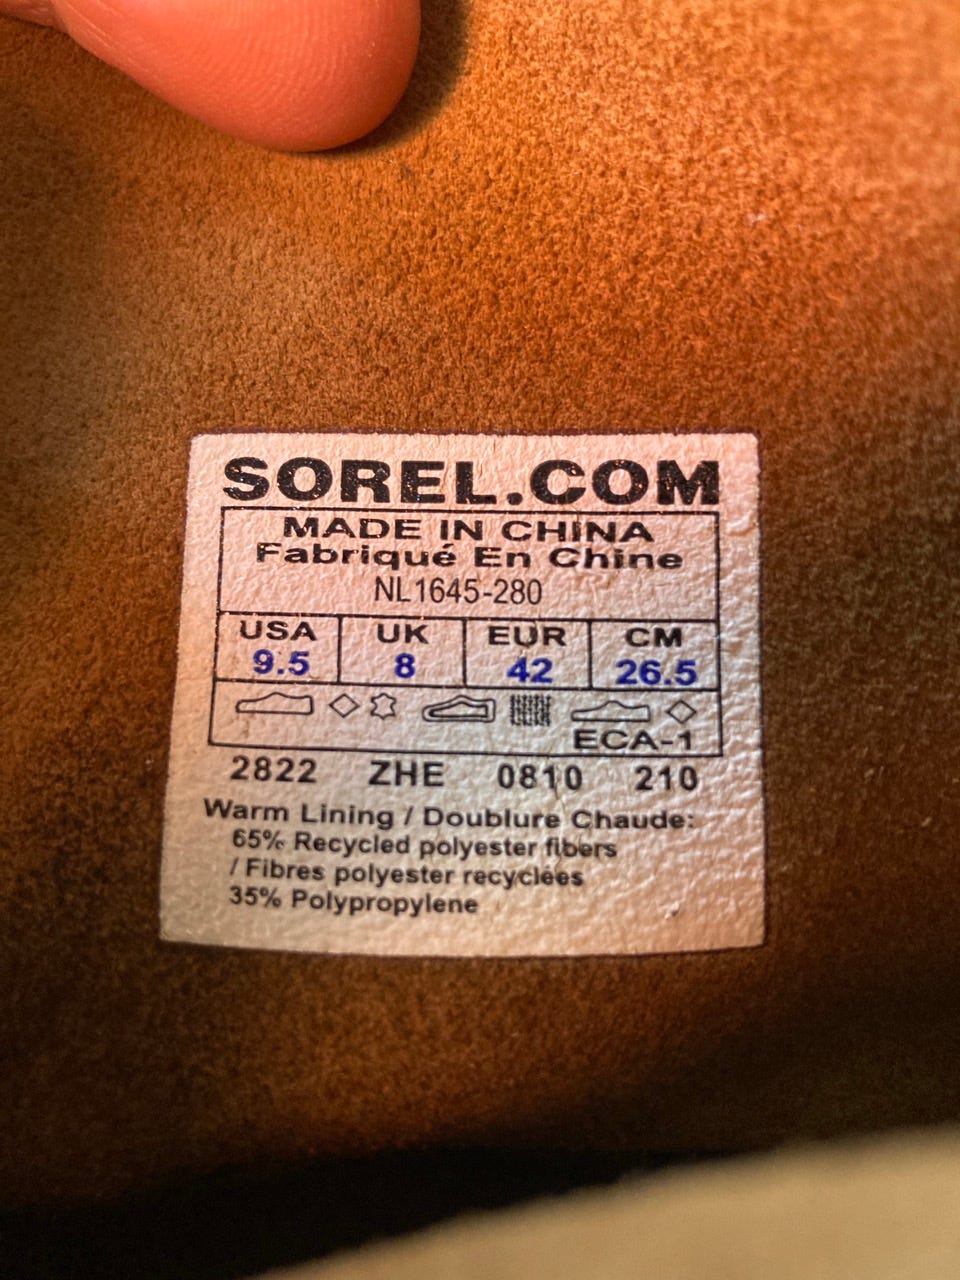 SOREL.COM
MADE IN CHINA
Fabriqué En Chine
NL1645-280
USA UK EUR CM
9.5 8 42 26.5
ECA-1
2822 ZHE 0810 210
Warm Lining / Doublure Chaude:
65% Recycled polyester fibers
/ Fibres polyester recyclées
35% Polypropylene